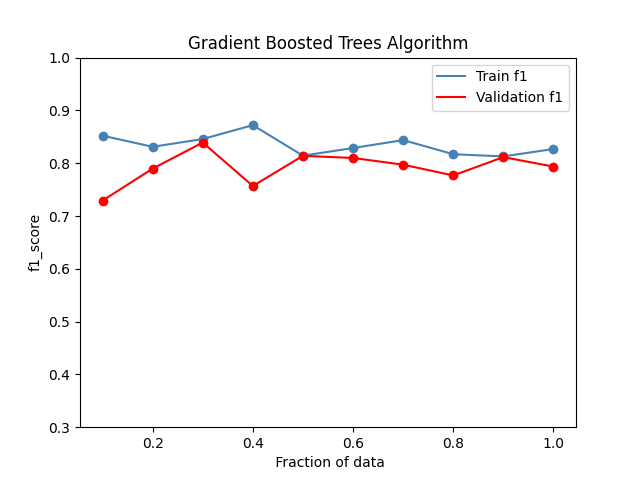 Gradient Boosted Trees Algorithm
Train f1
Validation f1
f1_score
1.0
0.9
0.8
0.7
0.6
0.5
0.4
0.3
0.2 0.4 0.6 0.8 1.0
Fraction of data